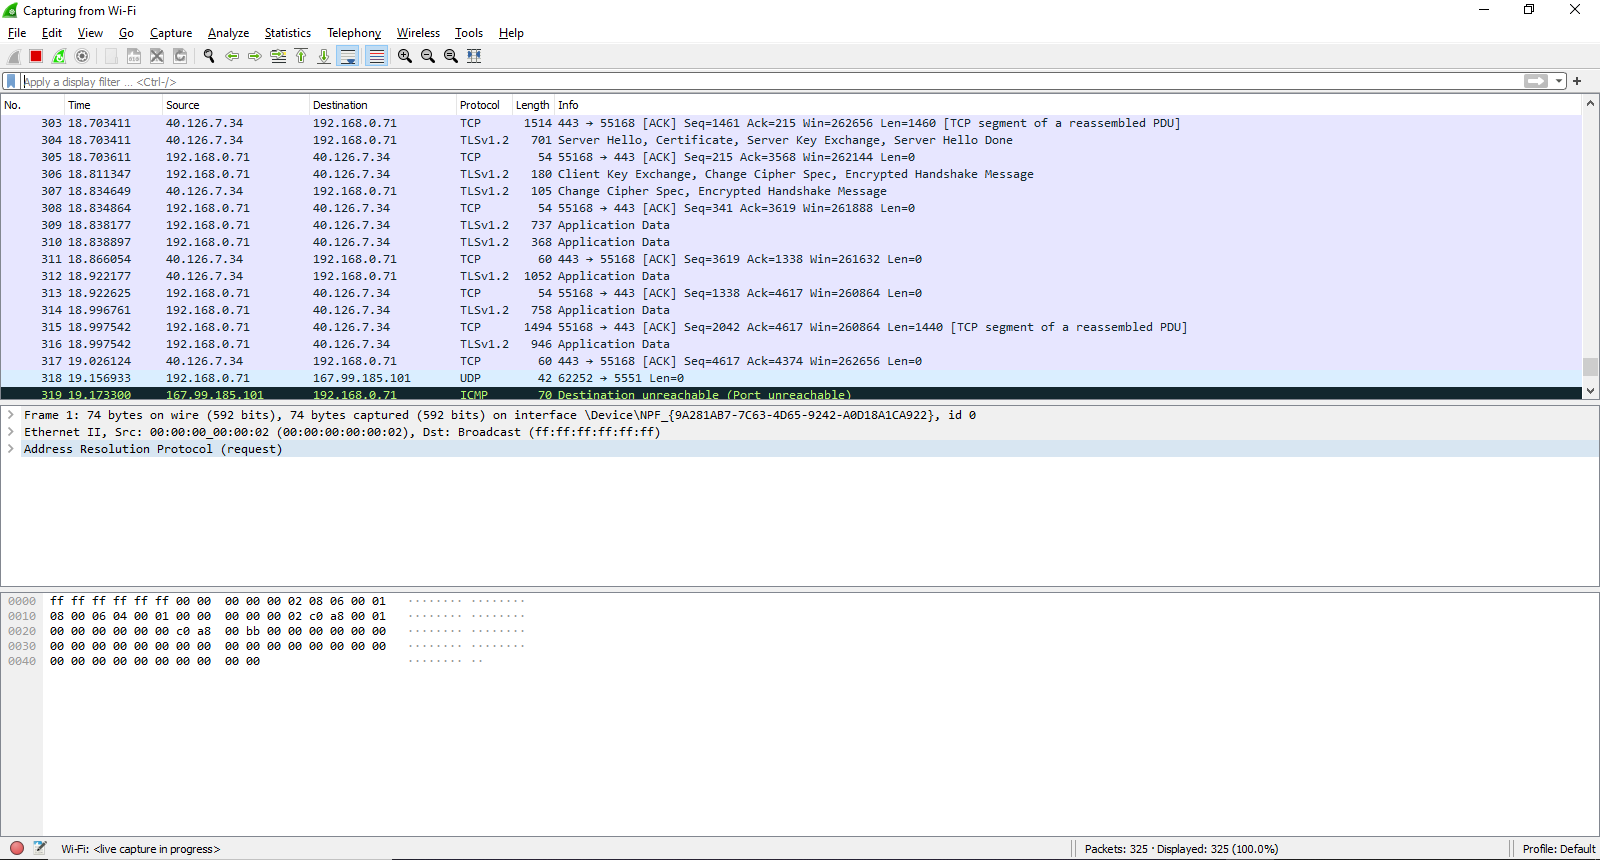 Capturing from Wi-Fi
File Edit View Go Capture Analyze Statistics Telephony Wireless Tools Help
Apply a display filter ... <Ctrl-/>
No. Time Source Destination Protocol Length Info
303 18.703411 40.126.7.34 192.168.0.71 TCP 1514 443 → 55168 [ACK] Seq=1461 Ack=215 Win=262656 Len=1460 [TCP segment of a reassembled PDU]
304 18.703411 40.126.7.34 192.168.0.71 TLSv1.2 701 Server Hello, Certificate, Server Key Exchange, Server Hello Done
305 18.703611 192.168.0.71 40.126.7.34 TCP 54 55168 → 443 [ACK] Seq=215 Ack=3568 Win=262144 Len=0
306 18.811347 192.168.0.71 40.126.7.34 TLSv1.2 180 Client Key Exchange, Change Cipher Spec, Encrypted Handshake Message
307 18.834649 40.126.7.34 192.168.0.71 TLSv1.2 105 Change Cipher Spec, Encrypted Handshake Message
308 18.834864 192.168.0.71 40.126.7.34 TCP 54 55168 → 443 [ACK] Seq=341 Ack=3619 Win=261888 Len=0
309 18.838177 192.168.0.71 40.126.7.34 TLSv1.2 737 Application Data
310 18.838897 192.168.0.71 40.126.7.34 TLSv1.2 368 Application Data
311 18.866054 40.126.7.34 192.168.0.71 TCP 60 443 → 55168 [ACK] Seq=3619 Ack=1338 Win=261632 Len=0
312 18.922177 40.126.7.34 192.168.0.71 TLSv1.2 1052 Application Data
313 18.922625 192.168.0.71 40.126.7.34 TCP 54 55168 → 443 [ACK] Seq=1338 Ack=4617 Win=260864 Len=0
314 18.996761 192.168.0.71 40.126.7.34 TLSv1.2 758 Application Data
315 18.997542 192.168.0.71 40.126.7.34 TCP 1494 55168 → 443 [ACK] Seq=2042 Ack=4617 Win=260864 Len=1440 [TCP segment of a reassembled PDU]
316 18.997542 192.168.0.71 40.126.7.34 TLSv1.2 946 Application Data
317 19.026124 40.126.7.34 192.168.0.71 TCP 60 443 → 55168 [ACK] Seq=4617 Ack=4374 Win=262656 Len=0
318 19.156933 192.168.0.71 167.99.185.101 UDP 42 62252 → 5551 Len=0
319 19.173300 167.99.185.101 192.168.0.71 ICMP 70 Destination unreachable (Port unreachable)
Frame 1: 74 bytes on wire (592 bits), 74 bytes captured (592 bits) on interface \Device\NPF_{9A281AB7-7C63-4D65-9242-A0D18A1CA922}, id 0
Ethernet II, Src: 00:00:00_00:00:02 (00:00:00:00:00:02), Dst: Broadcast (ff:ff:ff:ff:ff:ff)
Address Resolution Protocol (request)
0000 ff ff ff ff ff ff 00 00 00 00 00 02 08 06 00 01 ········ ········
0010 08 00 06 04 00 01 00 00 00 00 00 02 c0 a8 00 01 ········ ········
0020 00 00 00 00 00 00 c0 a8 00 bb 00 00 00 00 00 00 ········ ········
0030 00 00 00 00 00 00 00 00 00 00 00 00 00 00 00 00 ········ ········
0040 00 00 00 00 00 00 00 00 00 00 ········ ··
Wi-Fi: <live capture in progress> Packets: 325 · Displayed: 325 (100.0%) Profile: Default